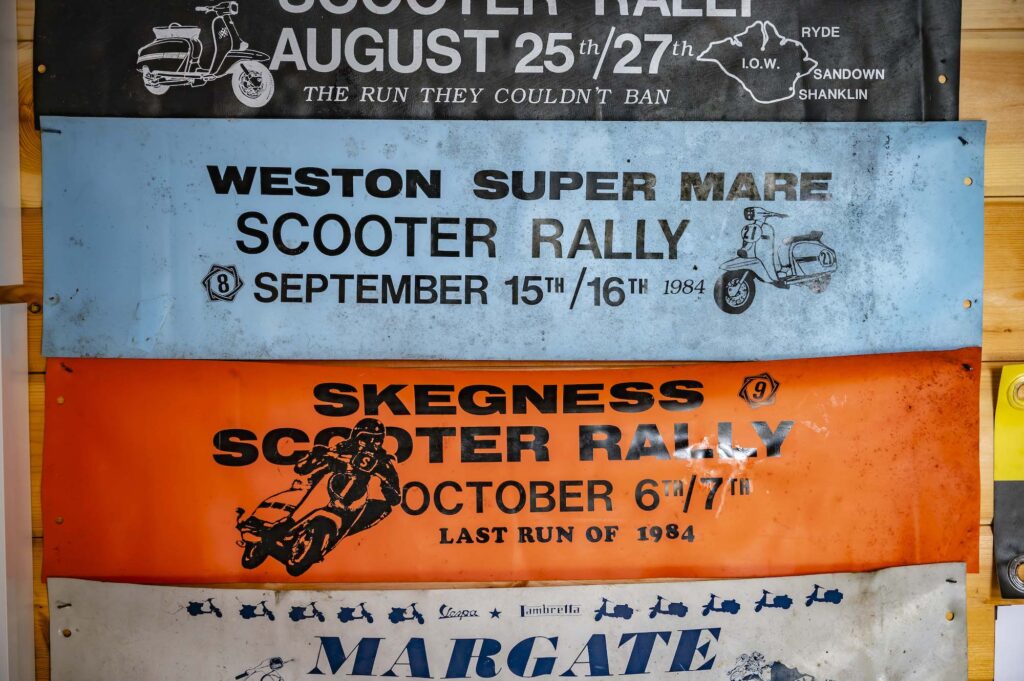 SCOOTER RALLY
AUGUST 25th/27th
THE RUN THEY COULDN'T BAN
RYDE
I.O.W.
SANDOWN
SHANKLIN
WESTON SUPER MARE
SCOOTER RALLY
8 SEPTEMBER 15TH/16TH 1984
21
21
SKEGNESS 9
SCOOTER RALLY
S
OCTOBER 6TH/7TH
LAST RUN OF 1984
Vespa ★ Lambretta
MARGATE